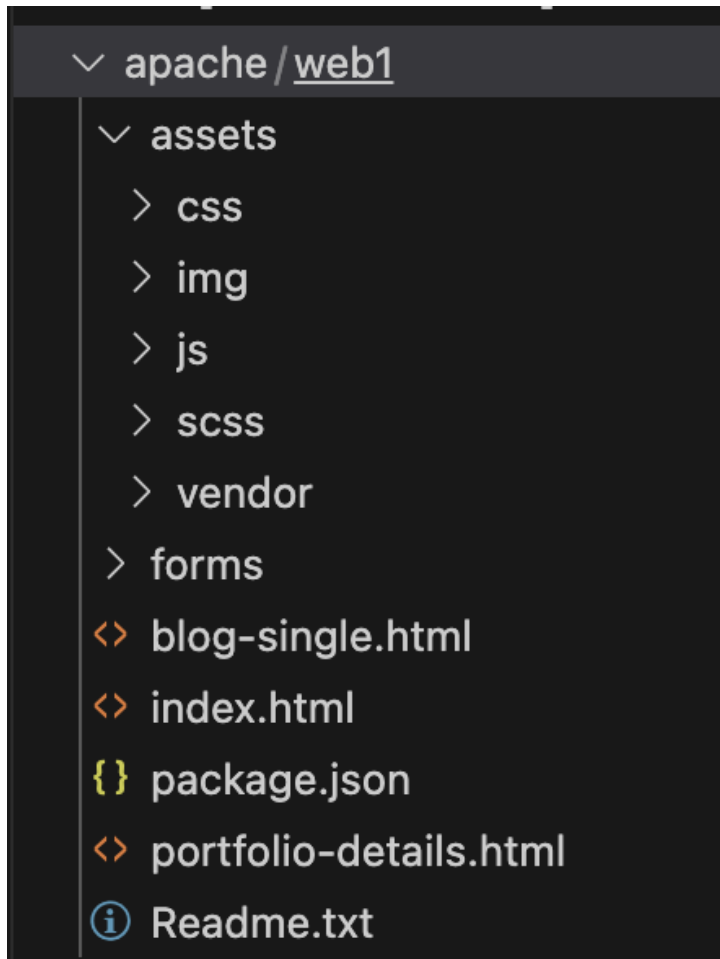 apache/web1
assets
css
img
js
scss
vendor
forms
blog-single.html
index.html
package.json
portfolio-details.html
Readme.txt